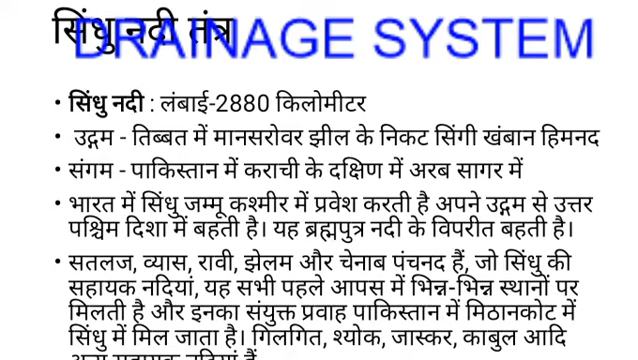 सिंधु नदी तंत्र
DRAINAGE SYSTEM
• सिंधु नदी : लंबाई-2880 किलोमीटर
• उद्गम - तिब्बत में मानसरोवर झील के निकट सिंगी खंबान हिमनद
• संगम - पाकिस्तान में कराची के दक्षिण में अरब सागर में
• भारत में सिंधु जम्मू कश्मीर में प्रवेश करती है अपने उद्गम से उत्तर
पश्चिम दिशा में बहती है। यह ब्रह्मपुत्र नदी के विपरीत बहती है।
• सतलज, व्यास, रावी, झेलम और चेनाब पंचनद हैं, जो सिंधु की
सहायक नदियां, यह सभी पहले आपस में भिन्न-भिन्न स्थानों पर
मिलती है और इनका संयुक्त प्रवाह पाकिस्तान में मिठानकोट में
सिंधु में मिल जाता है। गिलगित, श्योक, जास्कर, काबुल आदि